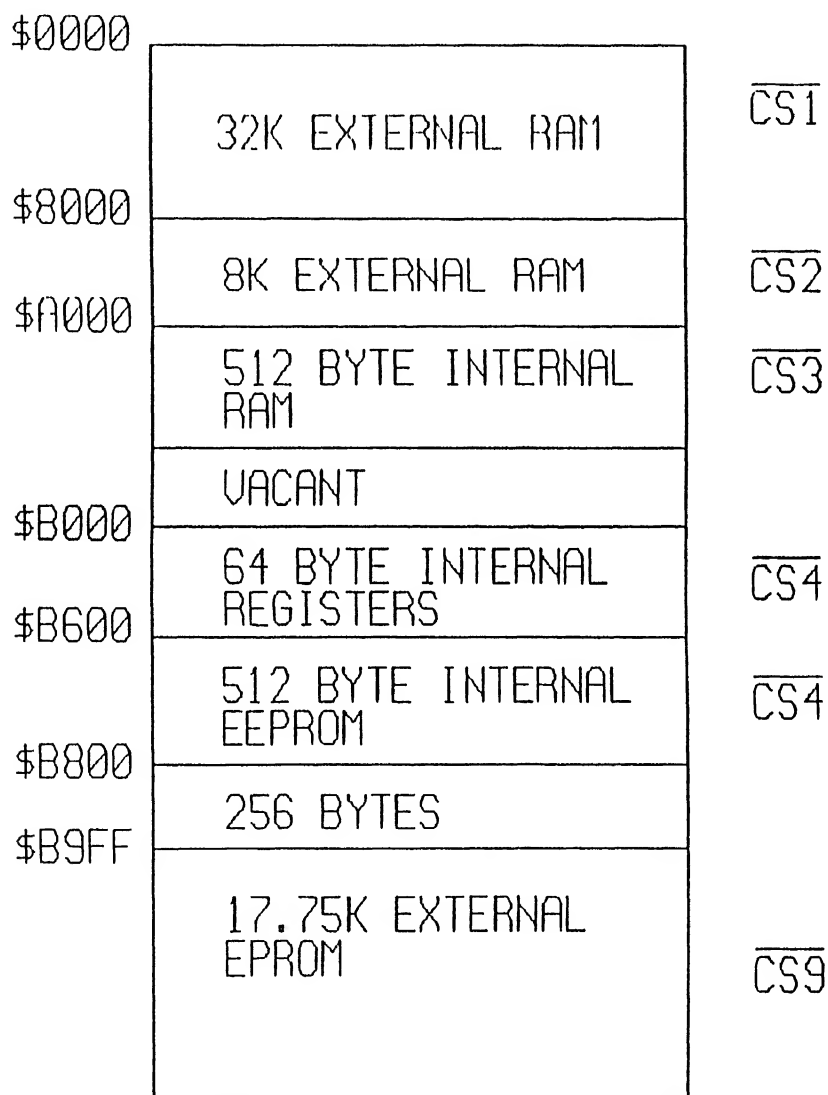 $0000
CS1
32K EXTERNAL RAM
$8000
8K EXTERNAL RAM
CS2
$A000
512 BYTE INTERNAL
RAM
CS3
VACANT
$B000
64 BYTE INTERNAL
REGISTERS
CS4
$B600
512 BYTE INTERNAL
EEPROM
CS4
$B800
256 BYTES
$B9FF
17.75K EXTERNAL
EPROM
CS9